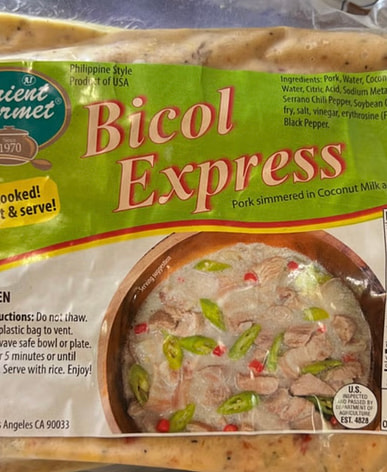 Philippine Style
Product of USA
RJ
rient
rmet®
1970
Bicol
Express
Ingredients: Pork, Water, Cocon
Water, Citric Acid, Sodium Meta
Serrano Chili Pepper, Soybean
fry, salt, vinegar, erythrosine (F
Black Pepper.
Pork simmered in Coconut Milk a
ooked!
t & serve!
Serving suggestion
EN
uctions: Do not thaw.
plastic bag to vent.
wave safe bowl or plate.
r 5 minutes or until
Serve with rice. Enjoy!
s Angeles CA 90033
U.S.
INSPECTED
AND PASSED BY
DEPARTMENT OF
AGRICULTURE
EST. 4828